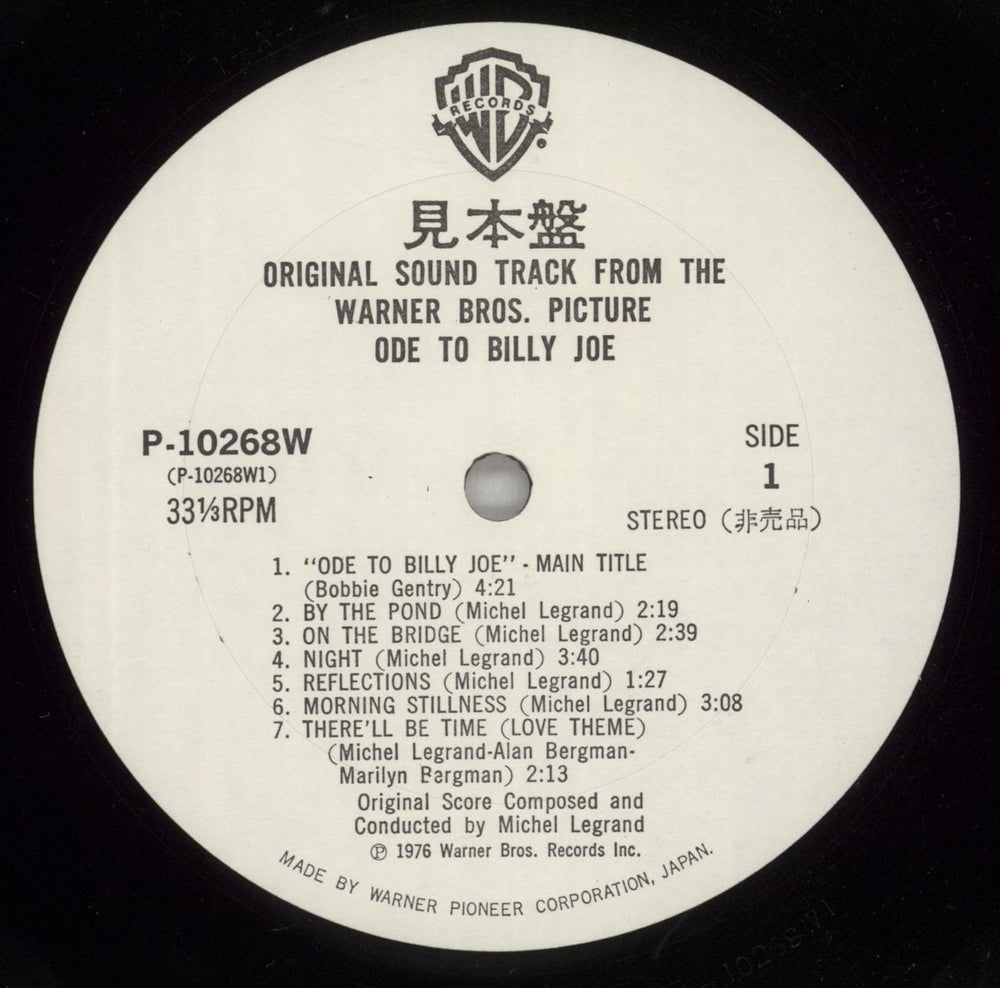 WB
RECORDS
見本盤
ORIGINAL SOUND TRACK FROM THE
WARNER BROS. PICTURE
ODE TO BILLY JOE
P-10268W
(P-10268W1)
33⅓RPM
SIDE
1
STEREO (非売品)
1. "ODE TO BILLY JOE" - MAIN TITLE
(Bobbie Gentry) 4:21
2. BY THE POND (Michel Legrand) 2:19
3. ON THE BRIDGE (Michel Legrand) 2:39
4. NIGHT (Michel Legrand) 3:40
5. REFLECTIONS (Michel Legrand) 1:27
6. MORNING STILLNESS (Michel Legrand) 3:08
7. THERE'LL BE TIME (LOVE THEME)
(Michel Legrand-Alan Bergman-
Marilyn Bergman) 2:13
Original Score Composed and
Conducted by Michel Legrand
℗ 1976 Warner Bros. Records Inc.
MADE BY WARNER PIONEER CORPORATION, JAPAN.